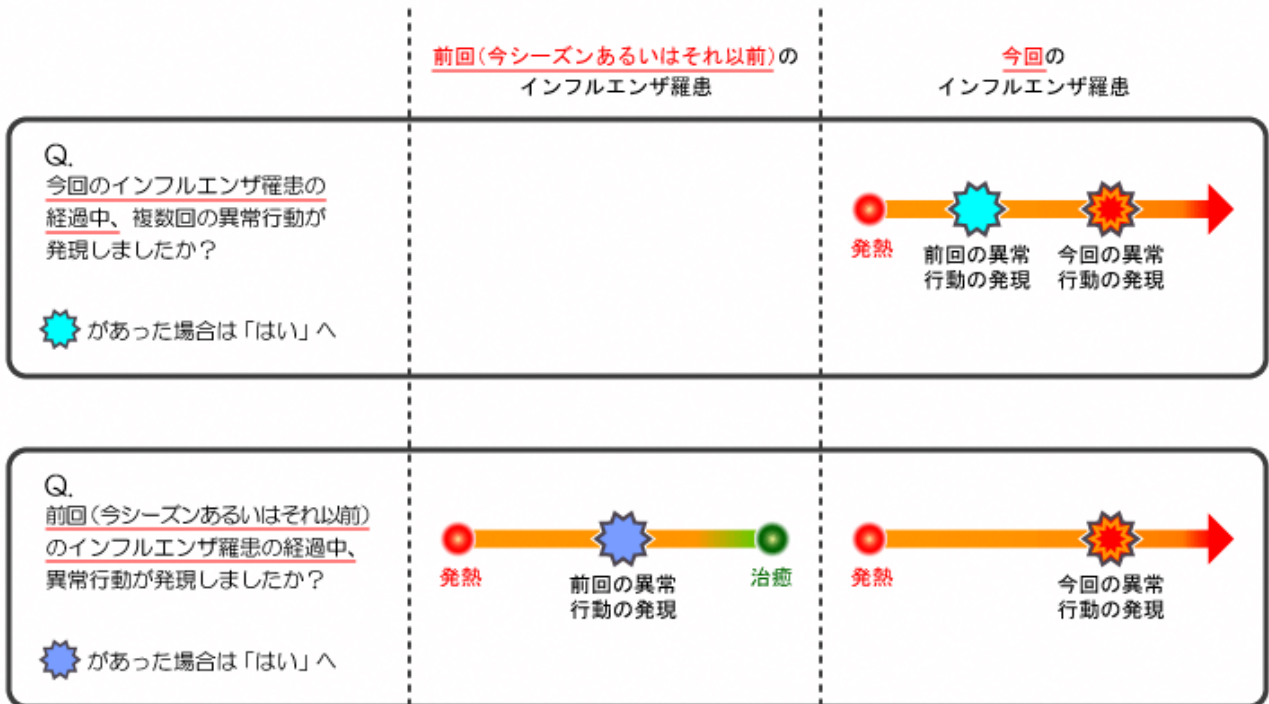 前回(今シーズンあるいはそれ以前)の
インフルエンザ羅患
今回の
インフルエンザ羅患
Q.
今回のインフルエンザ罹患の
経過中、複数回の異常行動が
発現しましたか?
があった場合は「はい」へ
発熱
前回の異常
行動の発現
今回の異常
行動の発現
Q.
前回(今シーズンあるいはそれ以前)
のインフルエンザ羅患の経過中、
異常行動が発現しましたか?
があった場合は「はい」へ
発熱
前回の異常
行動の発現
治癒
発熱
今回の異常
行動の発現